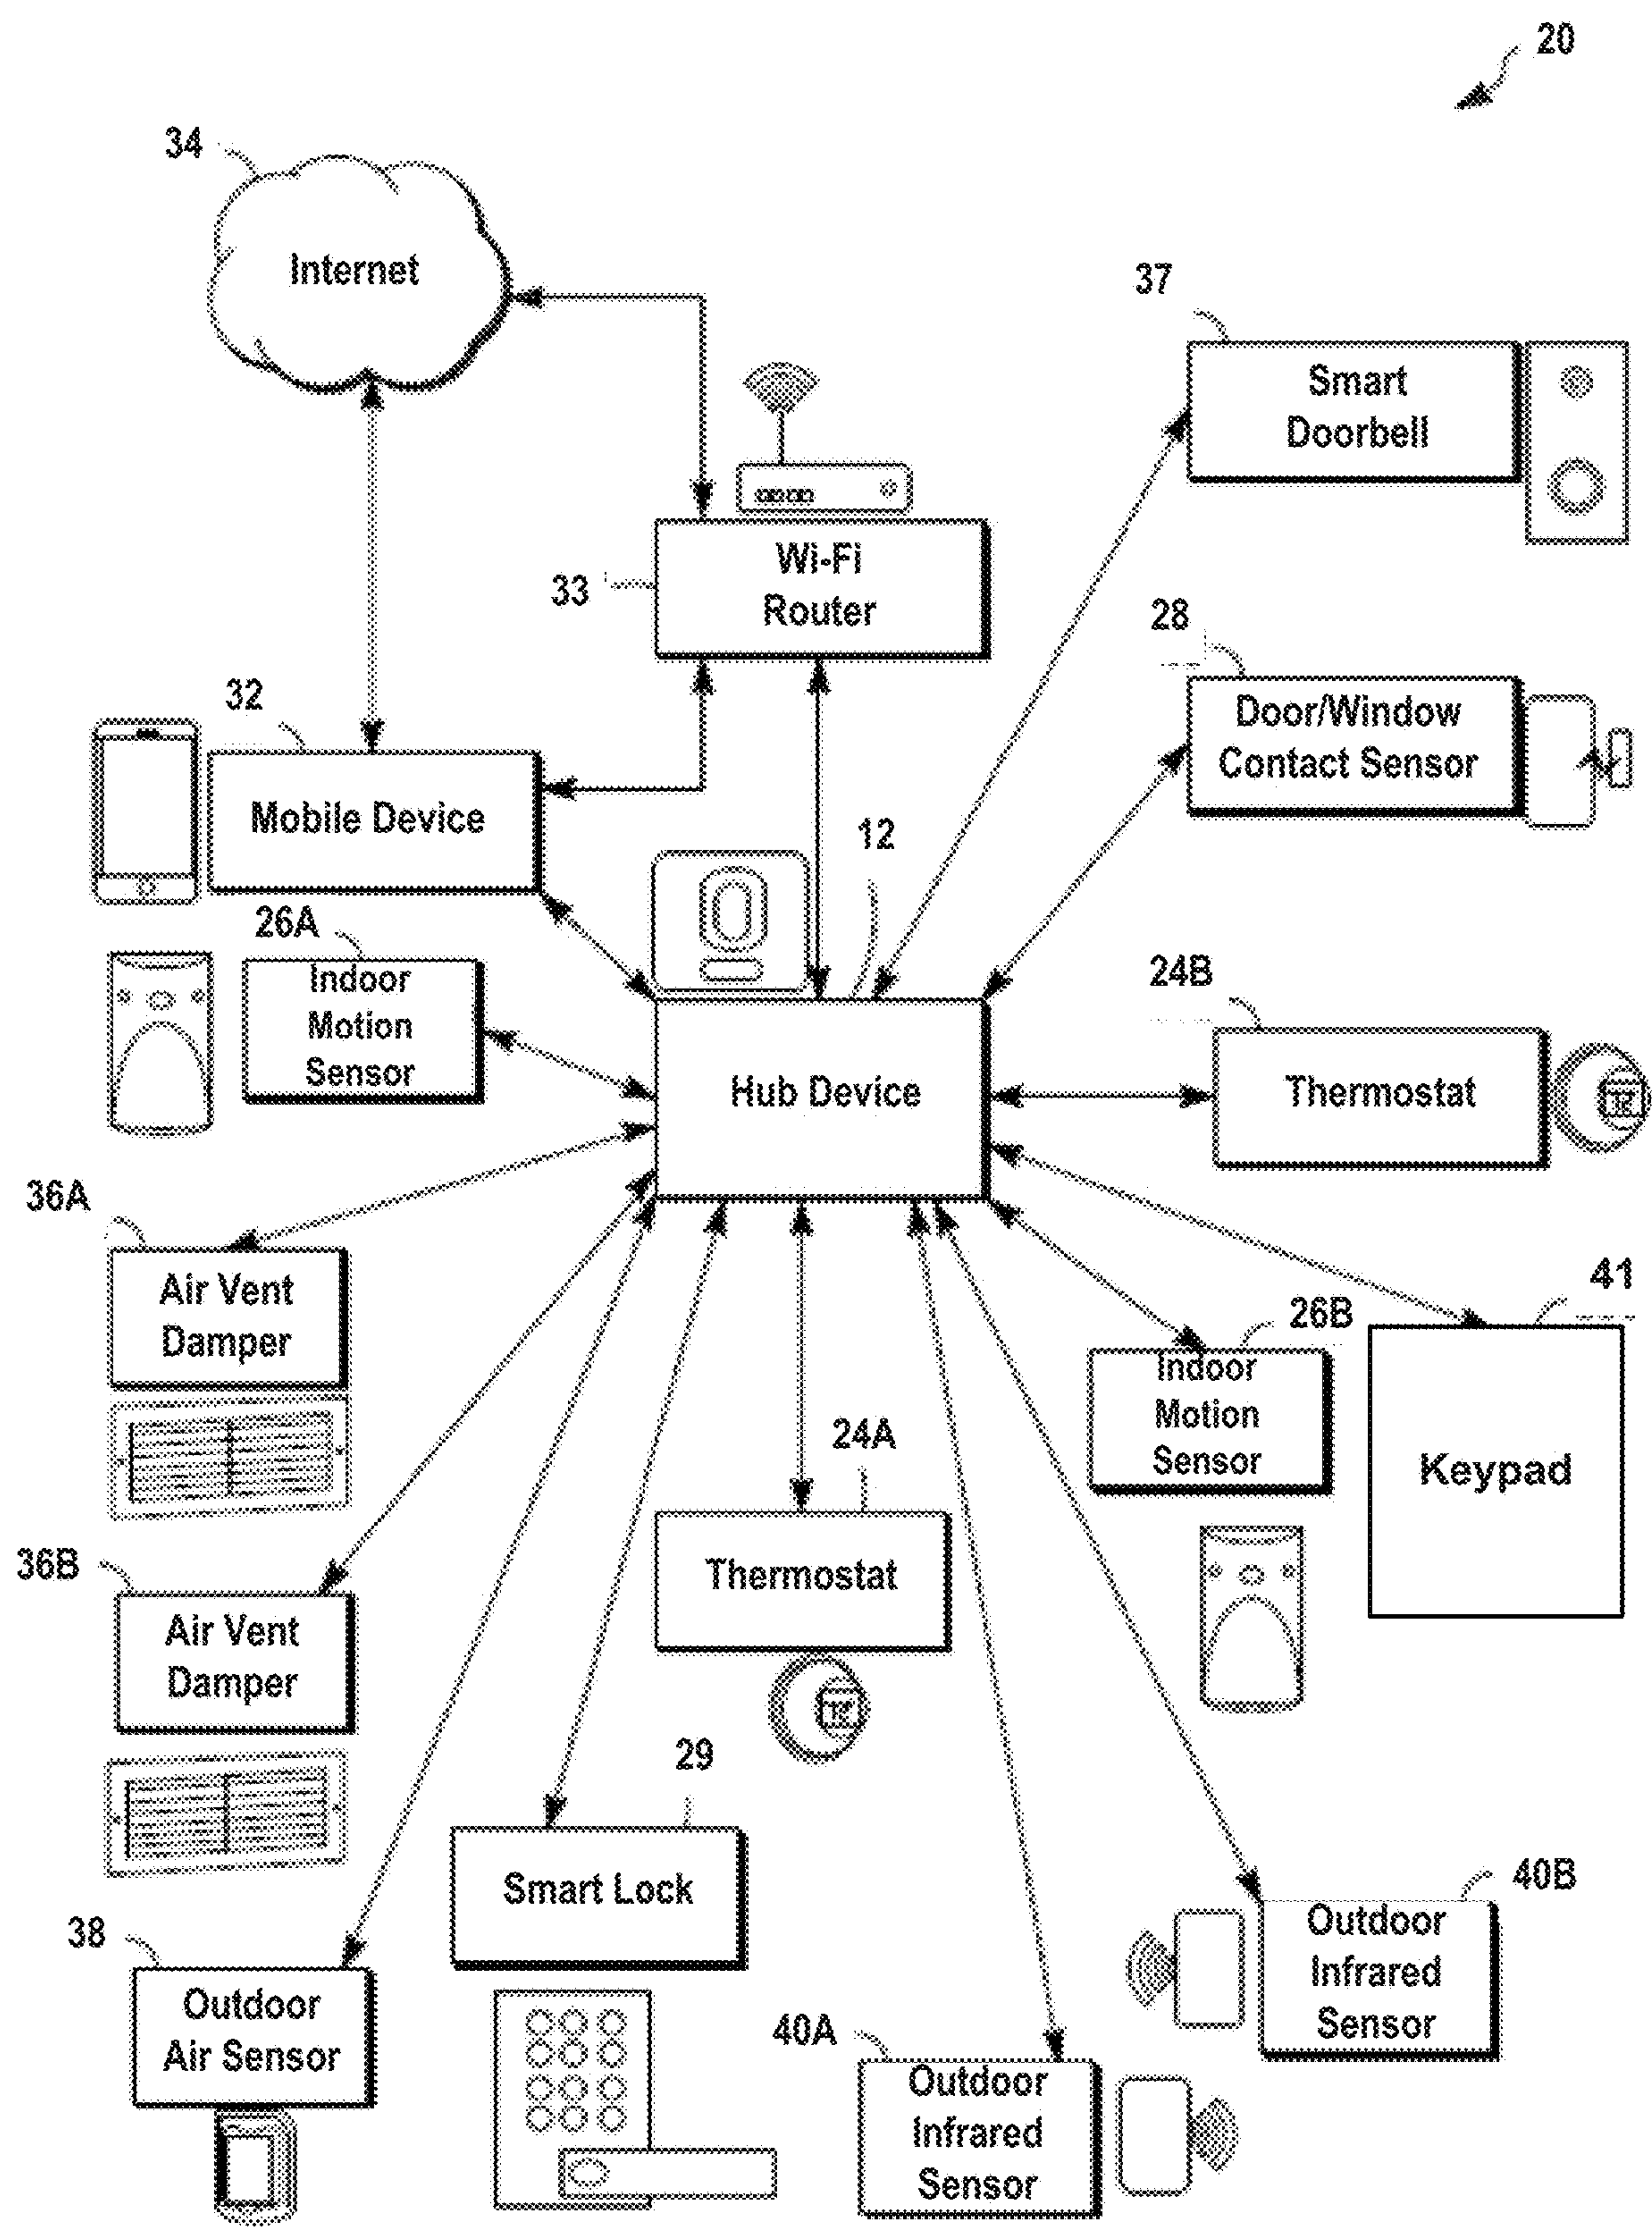 20
34
Internet
37
Smart
Doorbell
Wi-Fi
Router
33
28
Door/Window
Contact Sensor
32
Mobile Device
12
26A
Indoor
Motion
Sensor
24B
Hub Device
Thermostat
36A
Air Vent
Damper
41
26B
Indoor
Motion
Sensor
Keypad
24A
Thermostat
36B
Air Vent
Damper
29
Smart Lock
40B
Outdoor
Infrared
Sensor
38
Outdoor
Air Sensor
40A
Outdoor
Infrared
Sensor